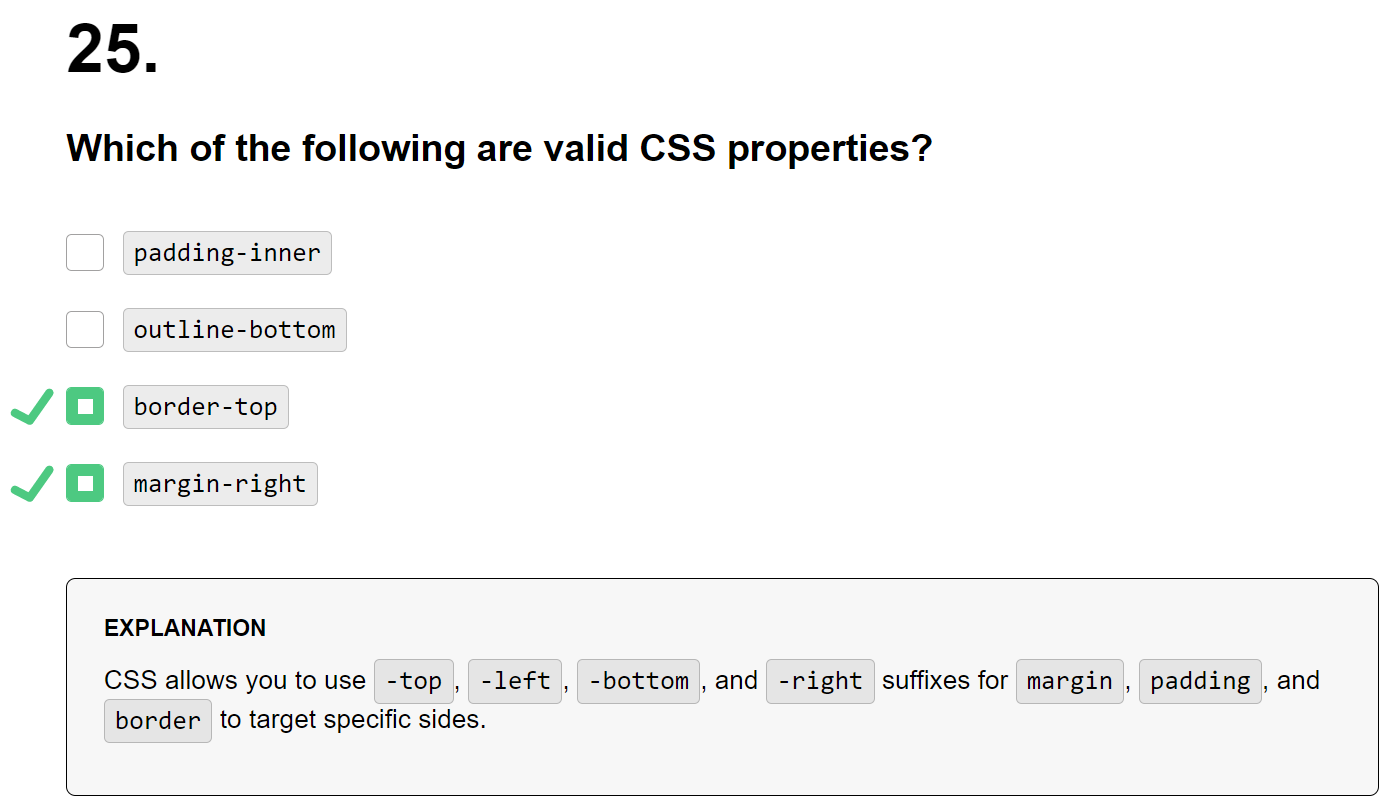 25.
Which of the following are valid CSS properties?
padding-inner
outline-bottom
border-top
margin-right
EXPLANATION
CSS allows you to use -top, -left, -bottom, and -right suffixes for margin, padding, and
border to target specific sides.